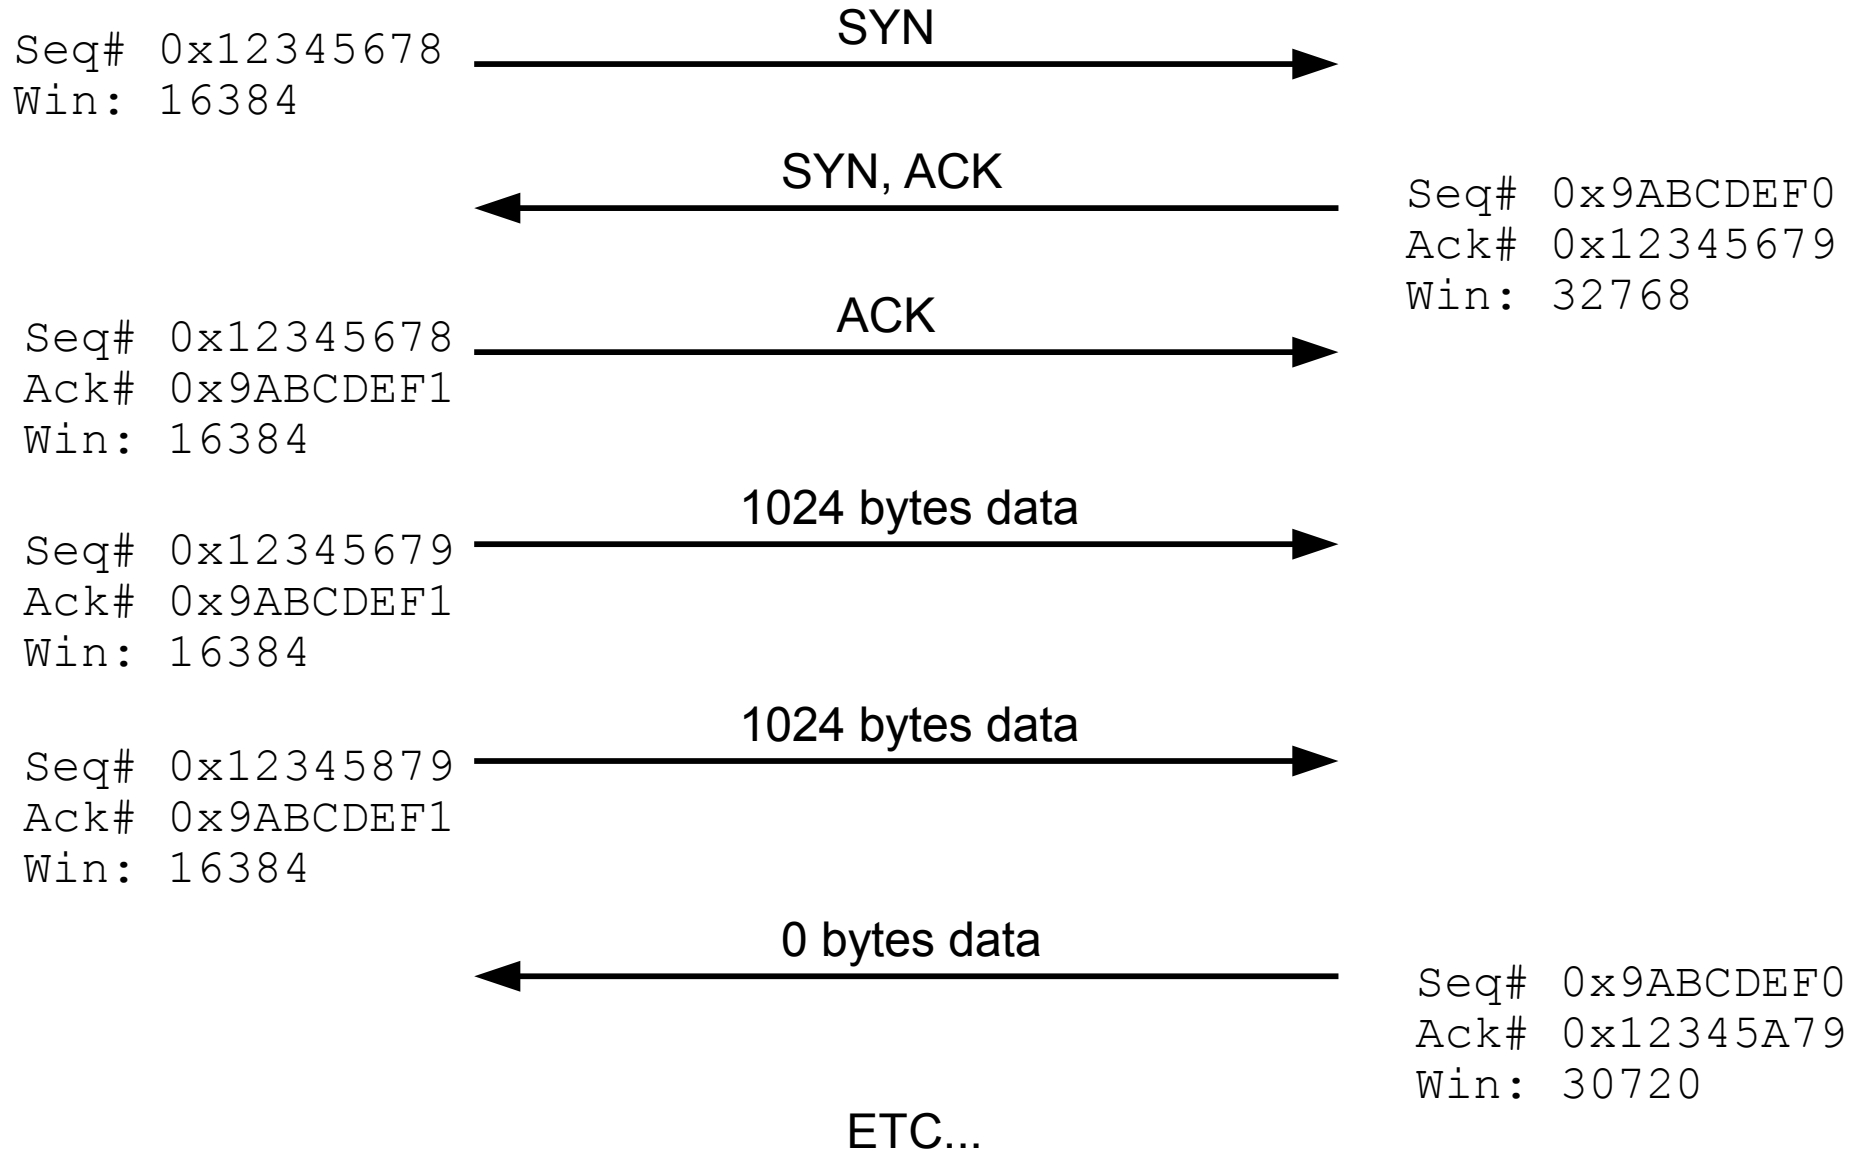 SYN
Seq# 0x12345678
Win: 16384
SYN, ACK
Seq# 0x9ABCDEF0
Ack# 0x12345679
Win: 32768
ACK
Seq# 0x12345678
Ack# 0x9ABCDEF1
Win: 16384
1024 bytes data
Seq# 0x12345679
Ack# 0x9ABCDEF1
Win: 16384
1024 bytes data
Seq# 0x12345879
Ack# 0x9ABCDEF1
Win: 16384
0 bytes data
Seq# 0x9ABCDEF0
Ack# 0x12345A79
Win: 30720
ETC...